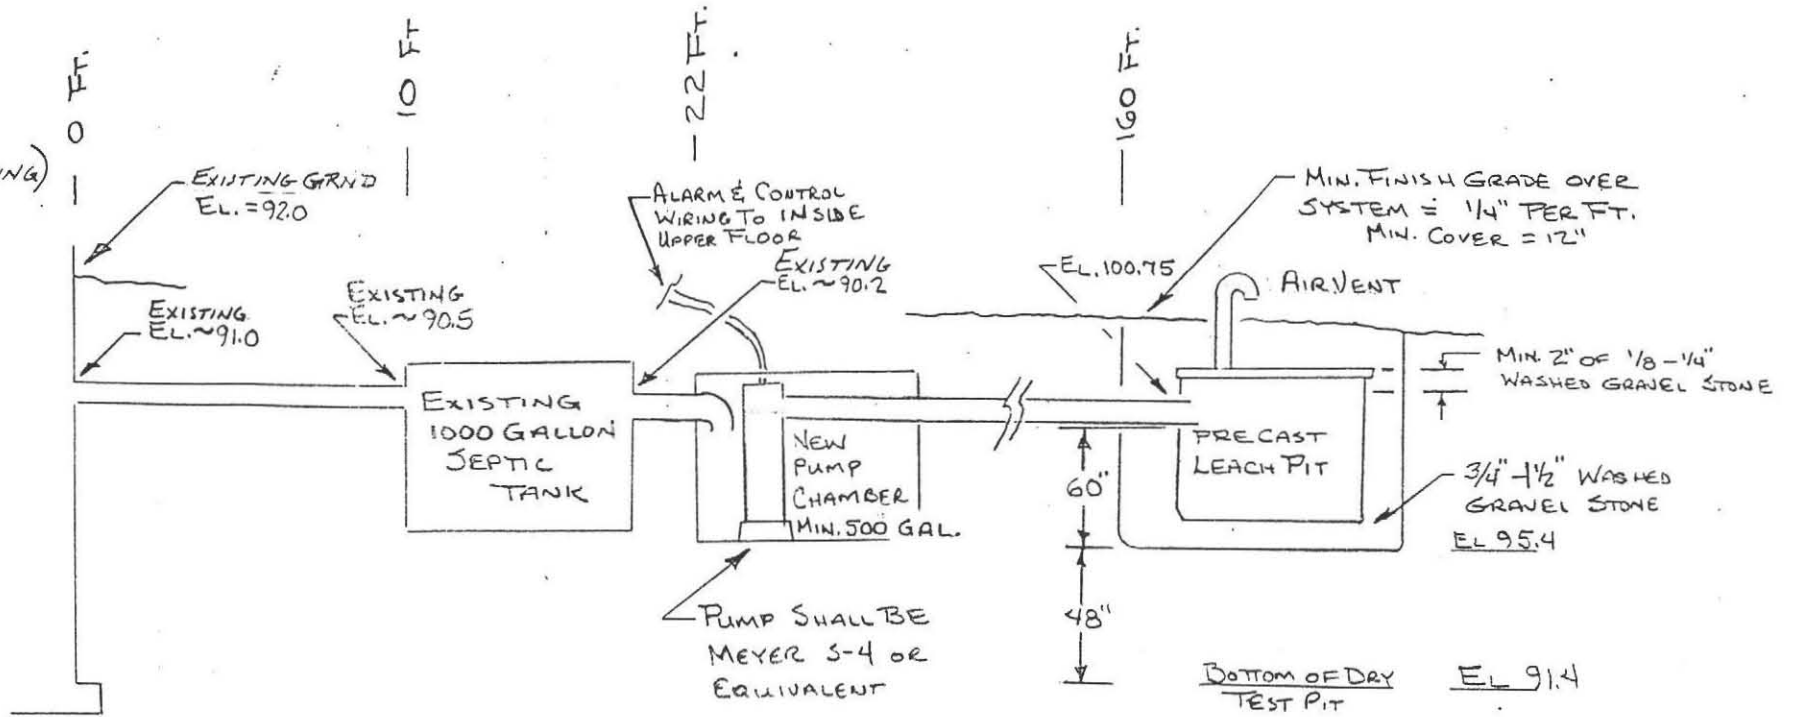 0 FT.
10 FT
22 FT.
160 FT.
ING)
EXISTING GRND
EL. = 92.0
ALARM & CONTROL
WIRING TO INSIDE
UPPER FLOOR
MIN. FINISH GRADE OVER
SYSTEM = 1/4" PER FT.
MIN. COVER = 12"
EXISTING
EL. ~ 91.0
EXISTING
EL. ~ 90.5
EXISTING
EL. ~ 90.2
EL. 100.75
AIR VENT
MIN. 2" OF 1/8 - 1/4"
WASHED GRAVEL STONE
EXISTING
1000 GALLON
SEPTIC
TANK
NEW
PUMP
CHAMBER
MIN. 500 GAL.
60"
PRECAST
LEACH PIT
3/4" - 1 1/2" WASHED
GRAVEL STONE
EL 95.4
PUMP SHALL BE
MEYER S-4 OR
EQUIVALENT
48"
BOTTOM OF DRY
TEST PIT
EL 91.4